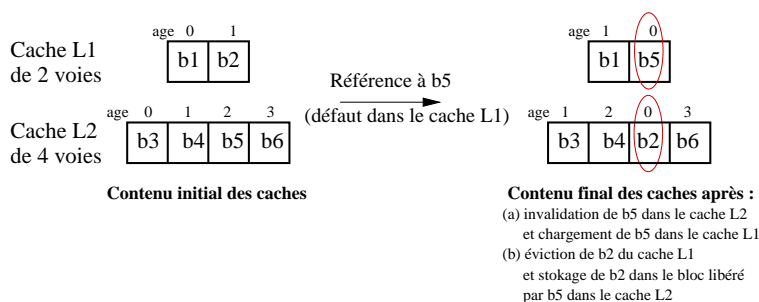 age 0 1
Cache L1
de 2 voies
b1 b2
age 0 1 2 3
Cache L2
de 4 voies
b3 b4 b5 b6
Contenu initial des caches
Référence à b5
(défaut dans le cache L1)
age 1 0
b1 b5
age 1 2 0 3
b3 b4 b2 b6
Contenu final des caches après :
(a) invalidation de b5 dans le cache L2
et chargement de b5 dans le cache L1
(b) éviction de b2 du cache L1
et stokage de b2 dans le bloc libéré
par b5 dans le cache L2